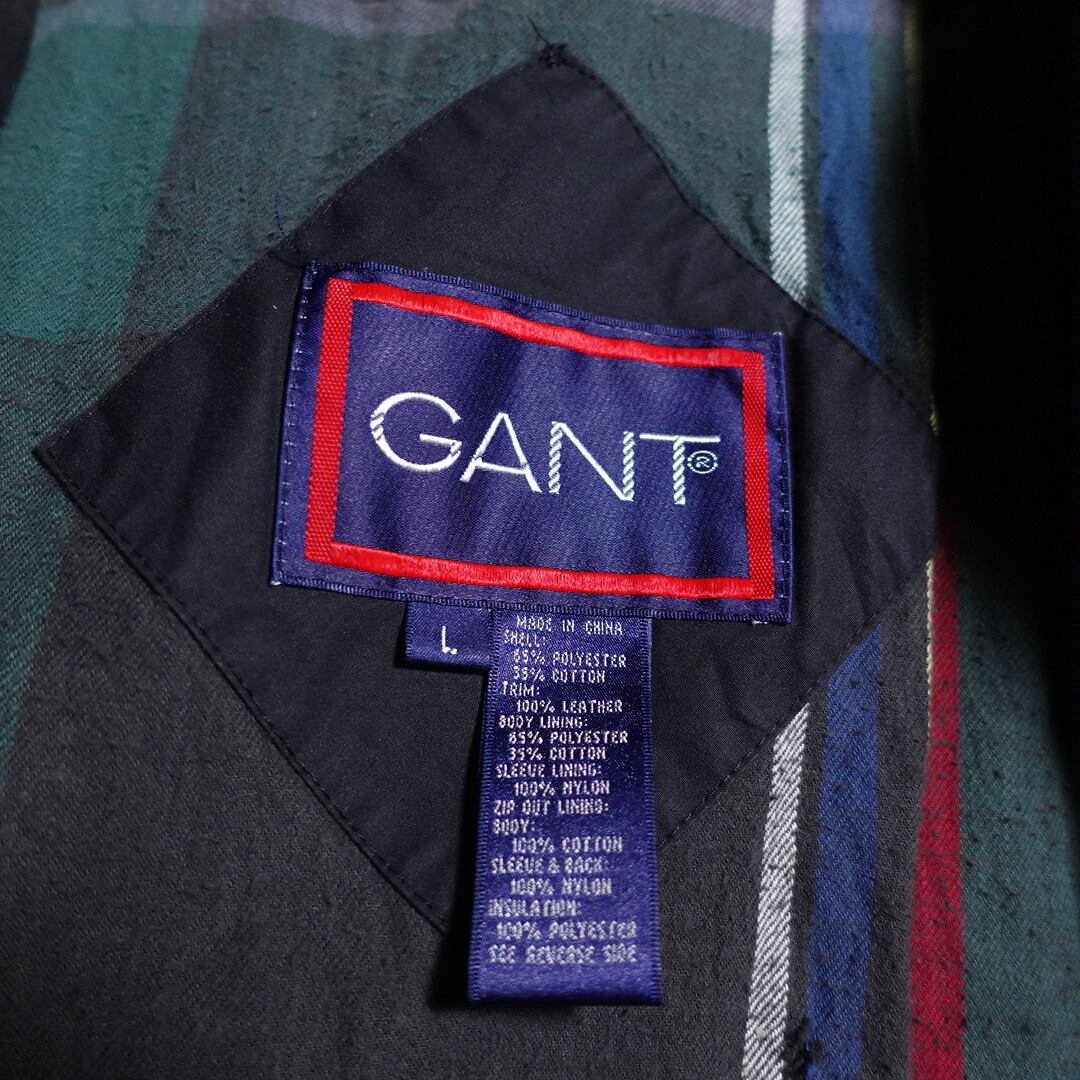 GANT®
L
MADE IN CHINA
SHELL:
65% POLYESTER
35% COTTON
TRIM:
100% LEATHER
BODY LINING:
65% POLYESTER
35% COTTON
SLEEVE LINING:
100% NYLON
ZIP OUT LINING:
BODY:
100% COTTON
SLEEVE & BACK:
100% NYLON
INSULATION:
100% POLYESTER
SEE REVERSE SIDE